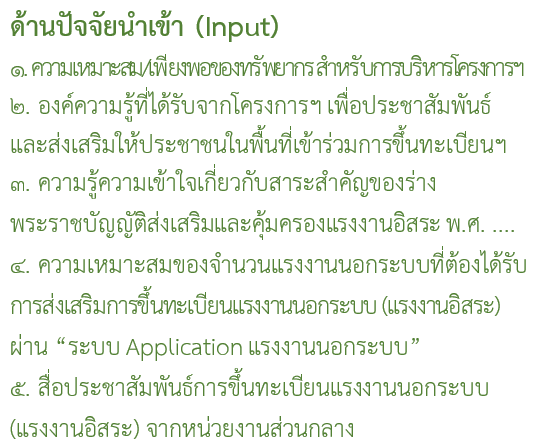 ด้านปัจจัยนำเข้า (Input)
๑. ความเหมาะสม/เพียงพอของทรัพยากร สำหรับการบริหารโครงการฯ
๒. องค์ความรู้ที่ได้รับจากโครงการฯ เพื่อประชาสัมพันธ์
และส่งเสริมให้ประชาชนในพื้นที่เข้าร่วมการขึ้นทะเบียนฯ
๓. ความรู้ความเข้าใจเกี่ยวกับสาระสำคัญของร่าง
พระราชบัญญัติส่งเสริมและคุ้มครองแรงงานอิสระ พ.ศ. ....
๔. ความเหมาะสมของจำนวนแรงงานนอกระบบที่ต้องได้รับ
การส่งเสริมการขึ้นทะเบียนแรงงานนอกระบบ (แรงงานอิสระ)
ผ่าน “ระบบ Application แรงงานนอกระบบ”
๕. สื่อประชาสัมพันธ์การขึ้นทะเบียนแรงงานนอกระบบ
(แรงงานอิสระ) จากหน่วยงานส่วนกลาง